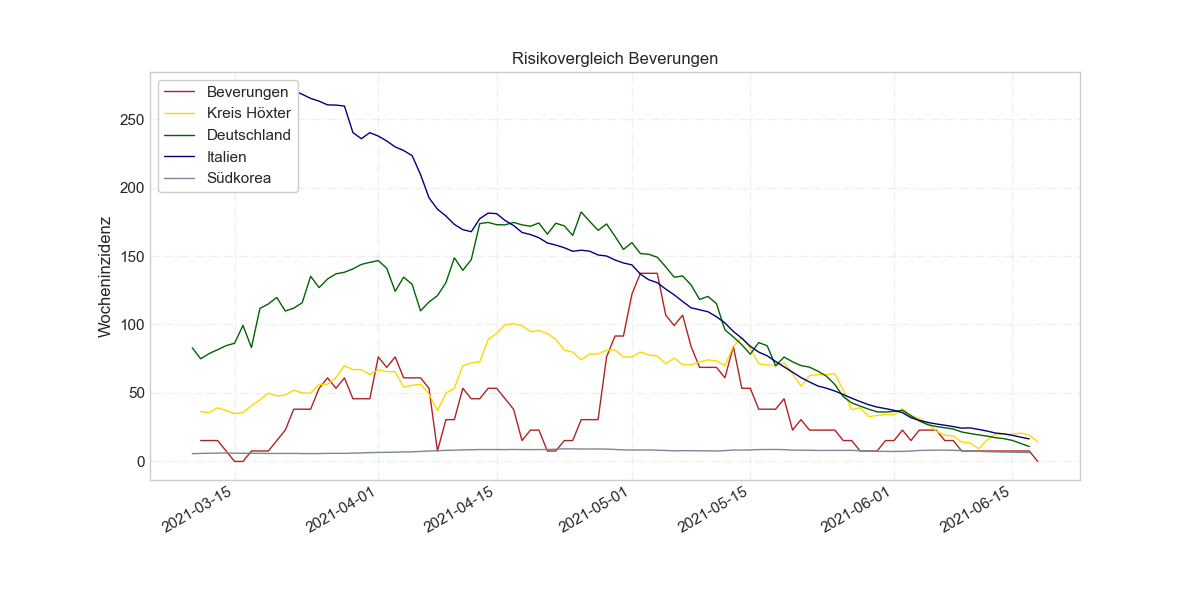 Risikovergleich Beverungen
Beverungen
Kreis Höxter
Deutschland
Italien
Südkorea
Wocheninzidenz
250
200
150
100
50
0
2021-03-15
2021-04-01
2021-04-15
2021-05-01
2021-05-15
2021-06-01
2021-06-15